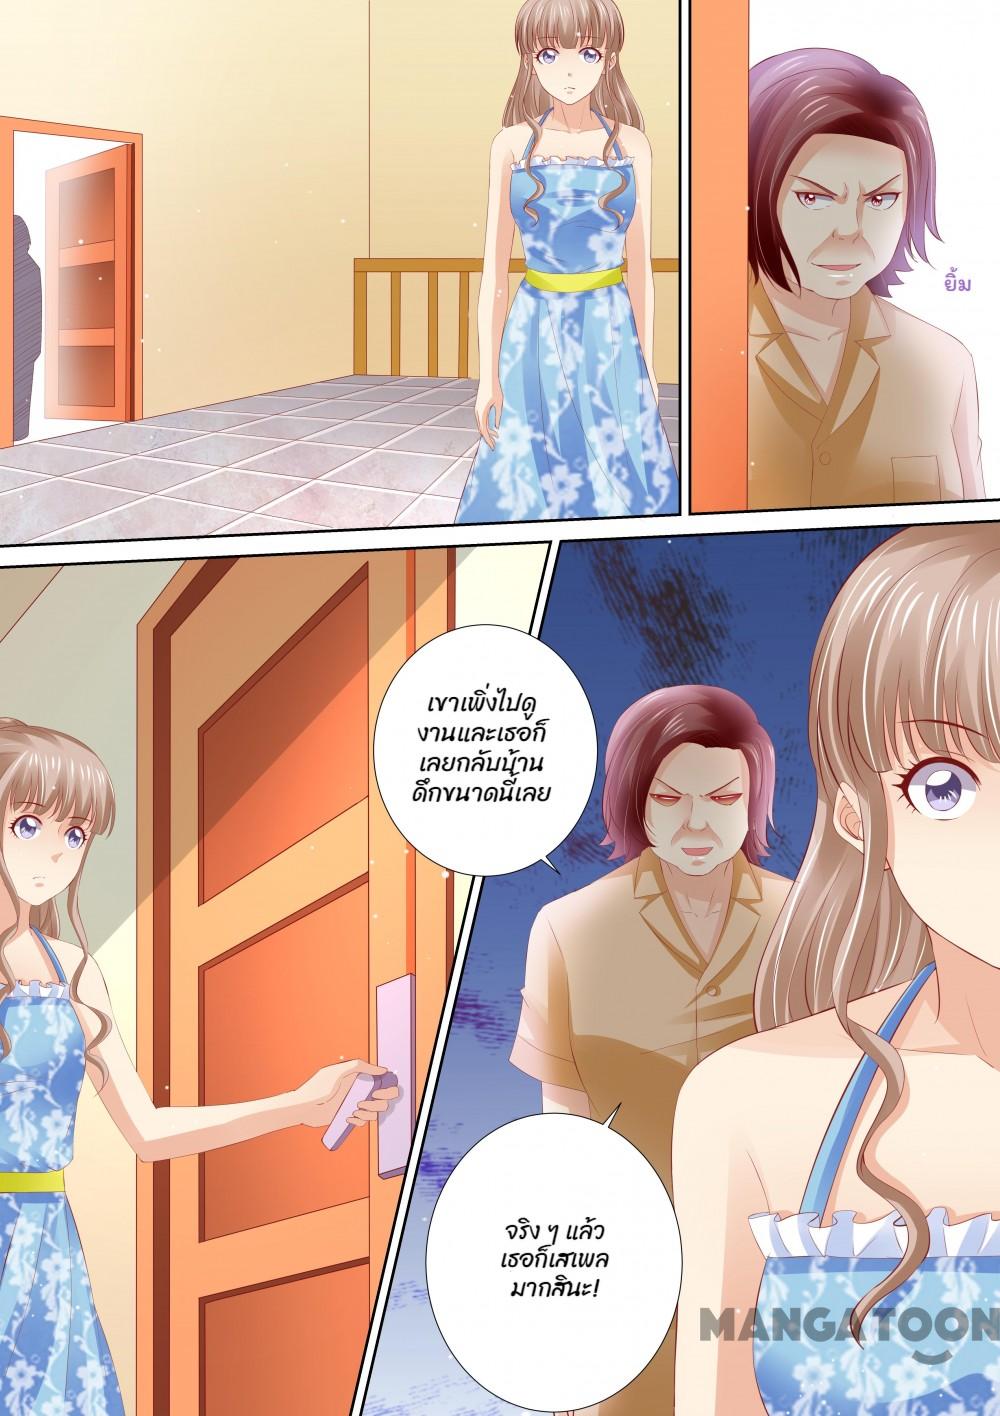 ยิ้ม
เขาเพิ่งไปดู
งานและเธอก็
เลยกลับบ้าน
ดึกขนาดนี้เลย
จริง ๆ แล้ว
เธอก็เสเพล
มากสินะ!
MANGATOON